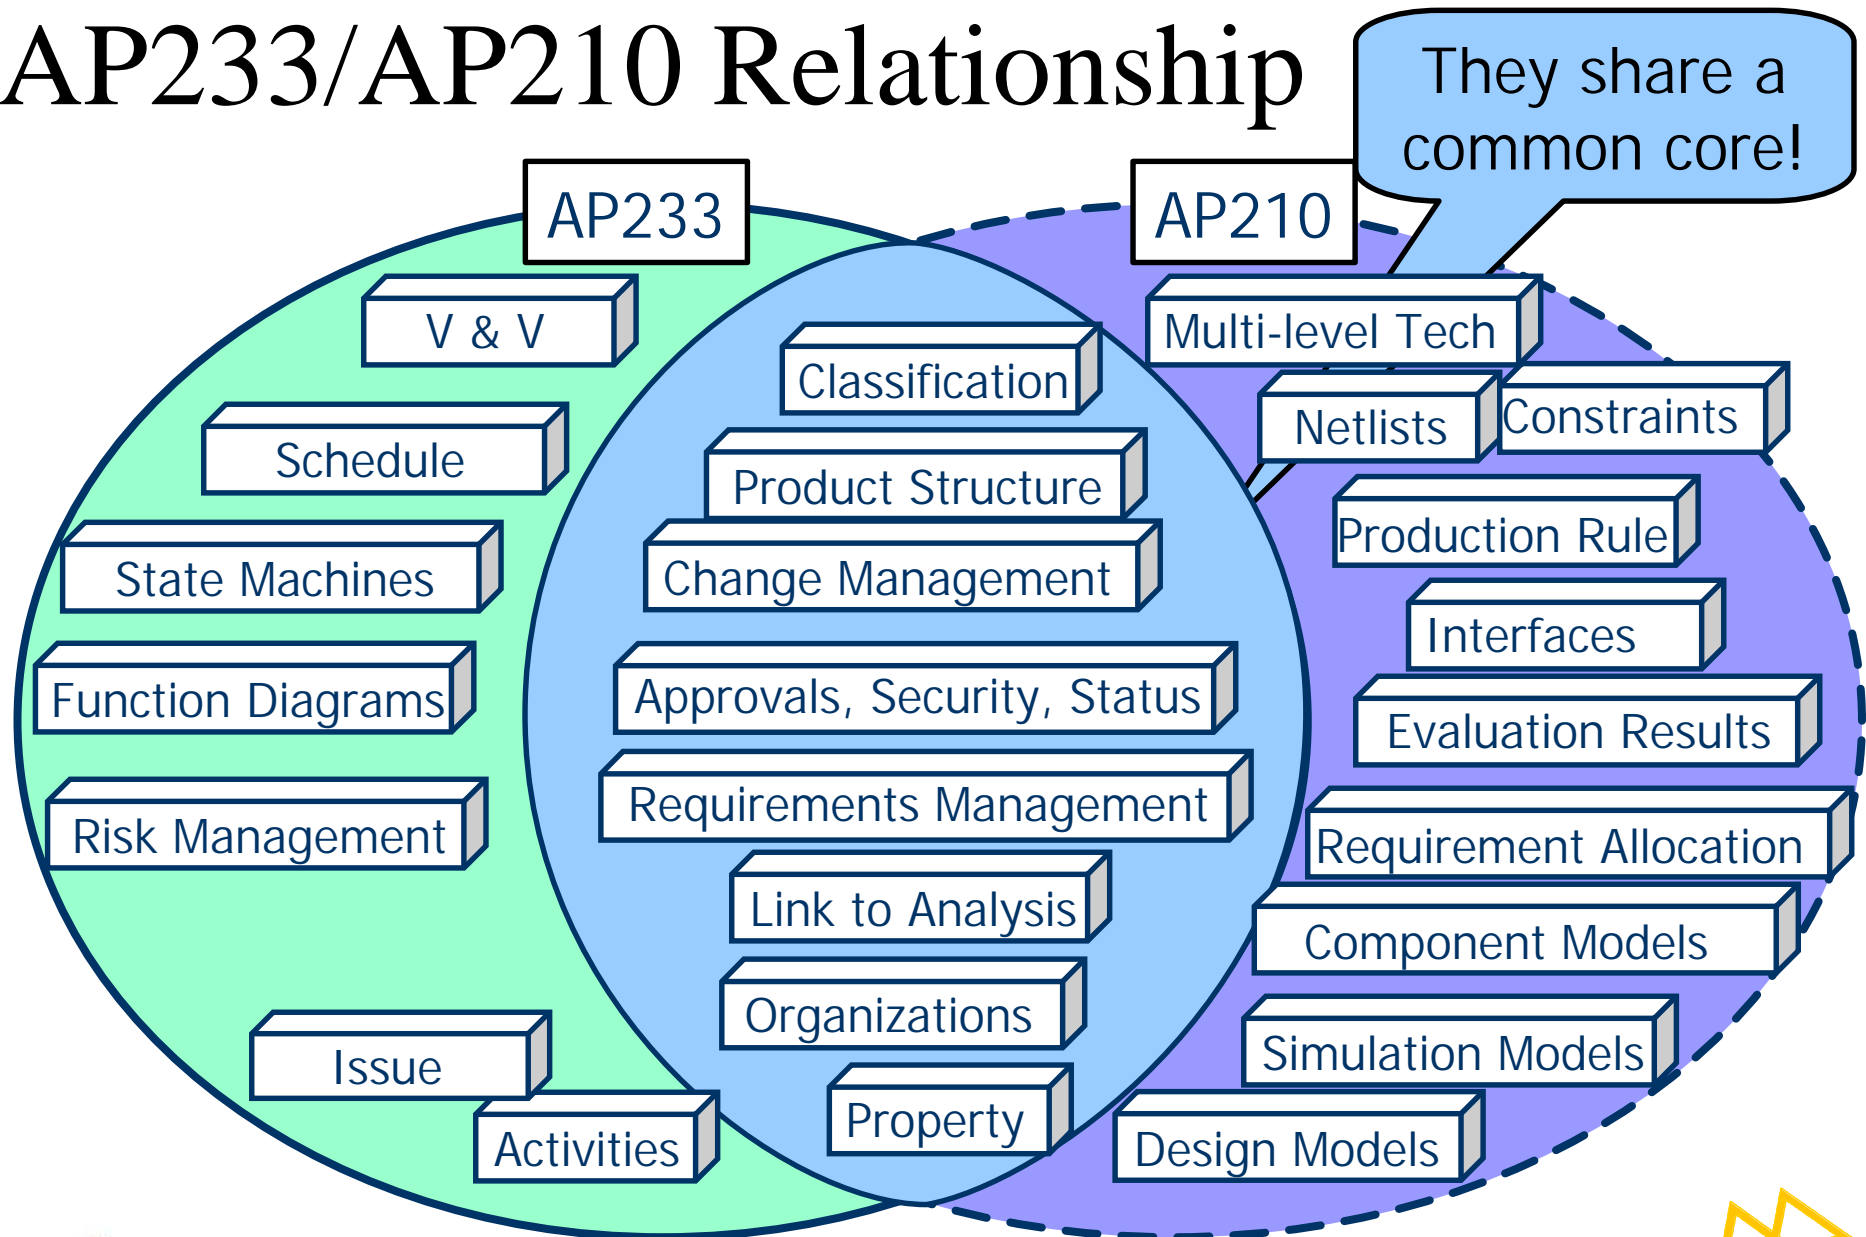 AP233/AP210 Relationship
They share a
common core!
AP233
AP210
V & V
Schedule
State Machines
Function Diagrams
Risk Management
Issue
Activities
Classification
Product Structure
Change Management
Approvals, Security, Status
Requirements Management
Link to Analysis
Organizations
Property
Multi-level Tech
Netlists
Constraints
Production Rule
Interfaces
Evaluation Results
Requirement Allocation
Component Models
Simulation Models
Design Models